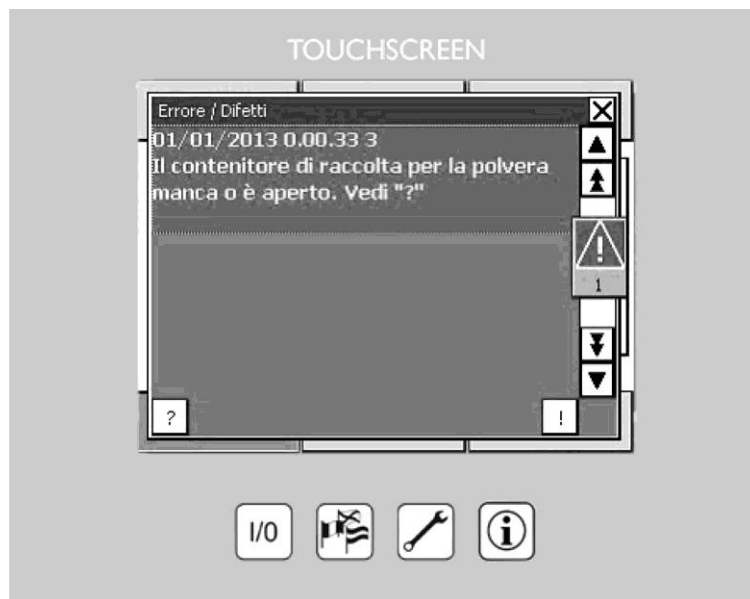 TOUCHSCREEN
Errore / Difetti
01/01/2013 0.00.33 3
Il contenitore di raccolta per la polvera
manca o è aperto. Vedi "?"
!
1
?
!
I/0
i